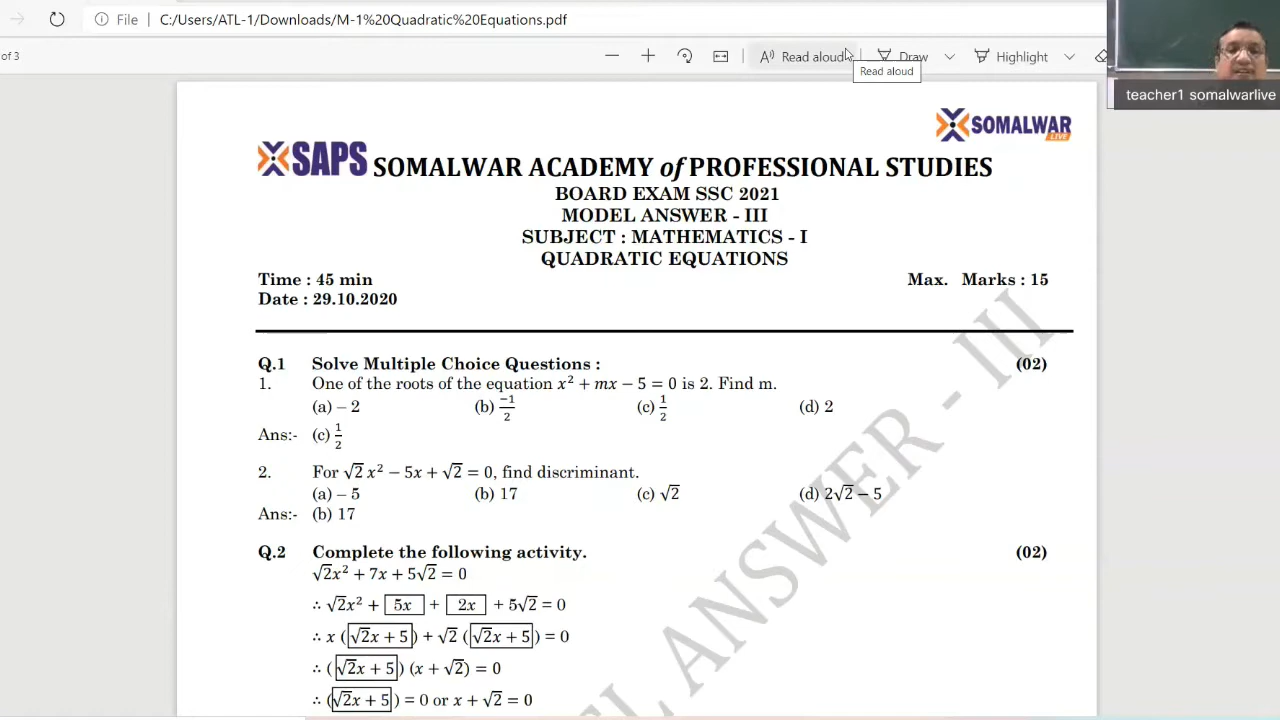 File C:/Users/ATL-1/Downloads/M-1%20Quadratic%20Equations.pdf
of 3
Read aloud Draw Highlight
Read aloud
teacher1 somalwarlive
SOMALWAR
LIVE
SAPS SOMALWAR ACADEMY of PROFESSIONAL STUDIES
BOARD EXAM SSC 2021
MODEL ANSWER - III
SUBJECT : MATHEMATICS - I
QUADRATIC EQUATIONS
Time : 45 min Max. Marks : 15
Date : 29.10.2020
Q.1 Solve Multiple Choice Questions : (02)
1. One of the roots of the equation x² + mx − 5 = 0 is 2. Find m.
(a) – 2 (b) −1/2 (c) 1/2 (d) 2
Ans:- (c) 1/2
2. For √2 x² − 5x + √2 = 0, find discriminant.
(a) – 5 (b) 17 (c) √2 (d) 2√2 − 5
Ans:- (b) 17
Q.2 Complete the following activity. (02)
√2x² + 7x + 5√2 = 0
∴ √2x² + 5x + 2x + 5√2 = 0
∴ x (√2x + 5) + √2 (√2x + 5) = 0
∴ (√2x + 5) (x + √2) = 0
∴ (√2x + 5) = 0 or x + √2 = 0
EL ANSWER - III